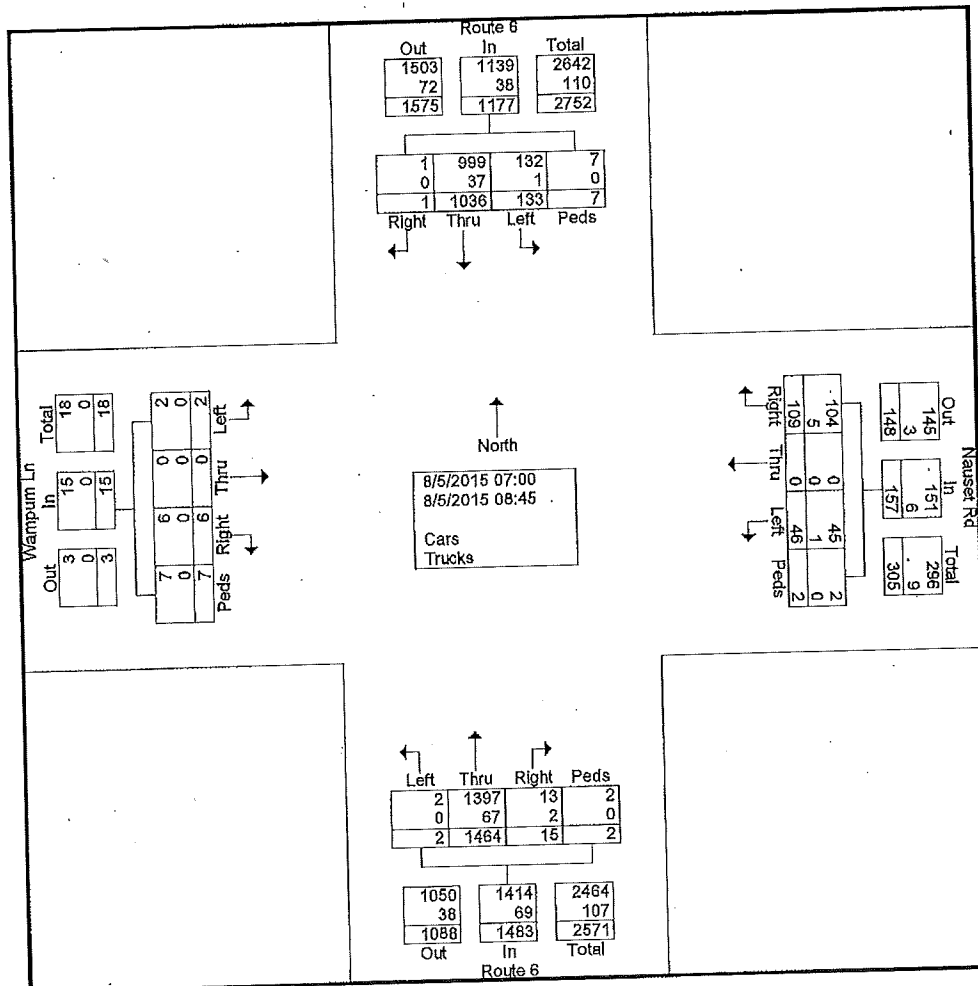 Route 6
Out In Total
1503 1139 2642
72 38 110
1575 1177 2752
1 999 132 7
0 37 1 0
1 1036 133 7
Right Thru Left Peds
Wampum Ln
Total In Out
18 15 3
0 0 0
18 15 3
2 0 6 7
0 0 0 0
2 0 6 7
Left Thru Right Peds
North
8/5/2015 07:00
8/5/2015 08:45
Cars
Trucks
Right Thru Left Peds
104 0 45 2
5 0 1 0
109 0 46 2
Nauset Rd
Out In Total
145 151 296
3 6 9
148 157 305
Left Thru Right Peds
2 1397 13 2
0 67 2 0
2 1464 15 2
1050 1414 2464
38 69 107
1088 1483 2571
Out In Total
Route 6